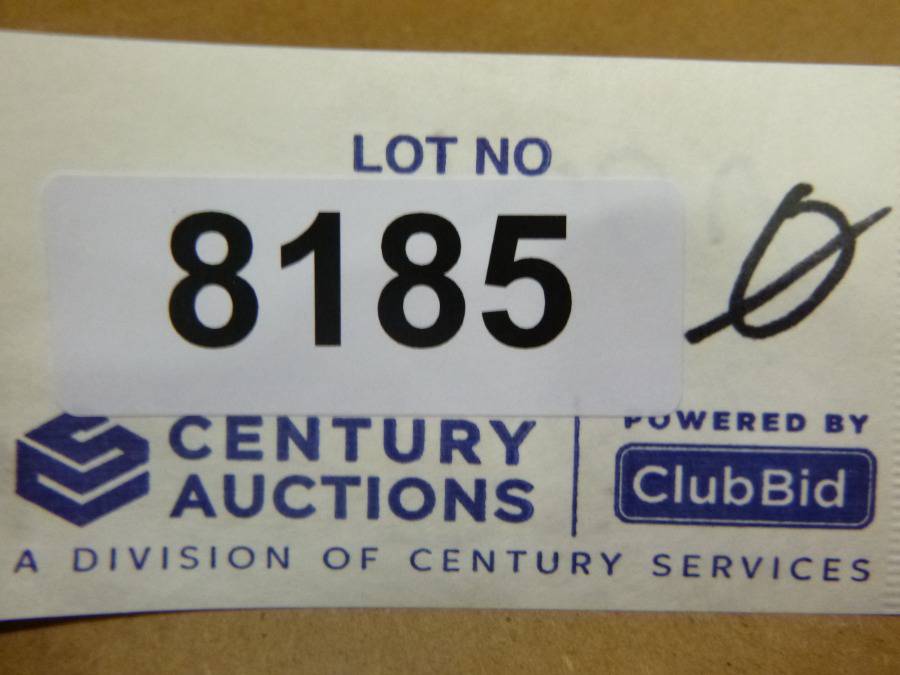 LOT NO
8185 Ø
CENTURY
AUCTIONS
POWERED BY
ClubBid
A DIVISION OF CENTURY SERVICES